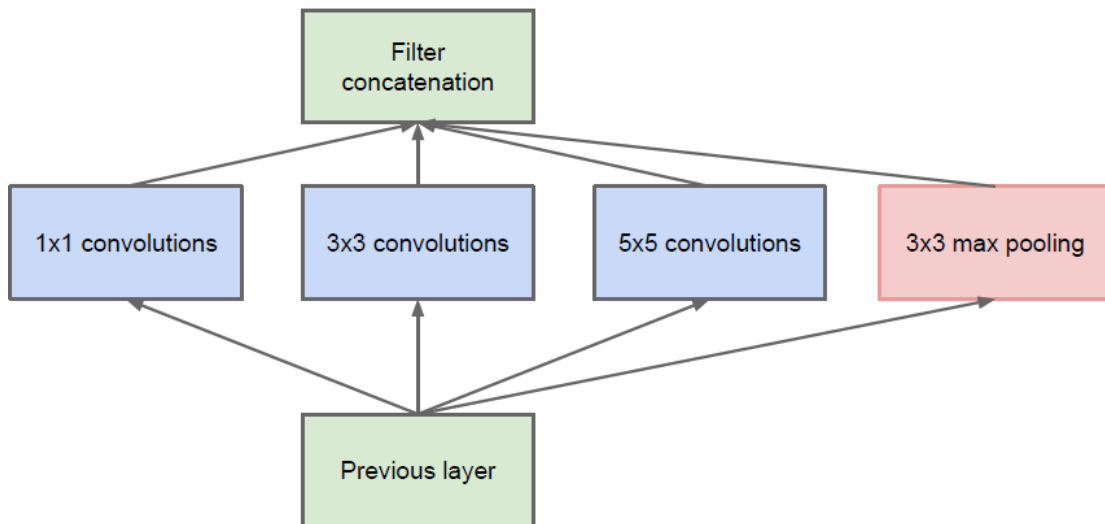 Filter
concatenation
1x1 convolutions
3x3 convolutions
5x5 convolutions
3x3 max pooling
Previous layer